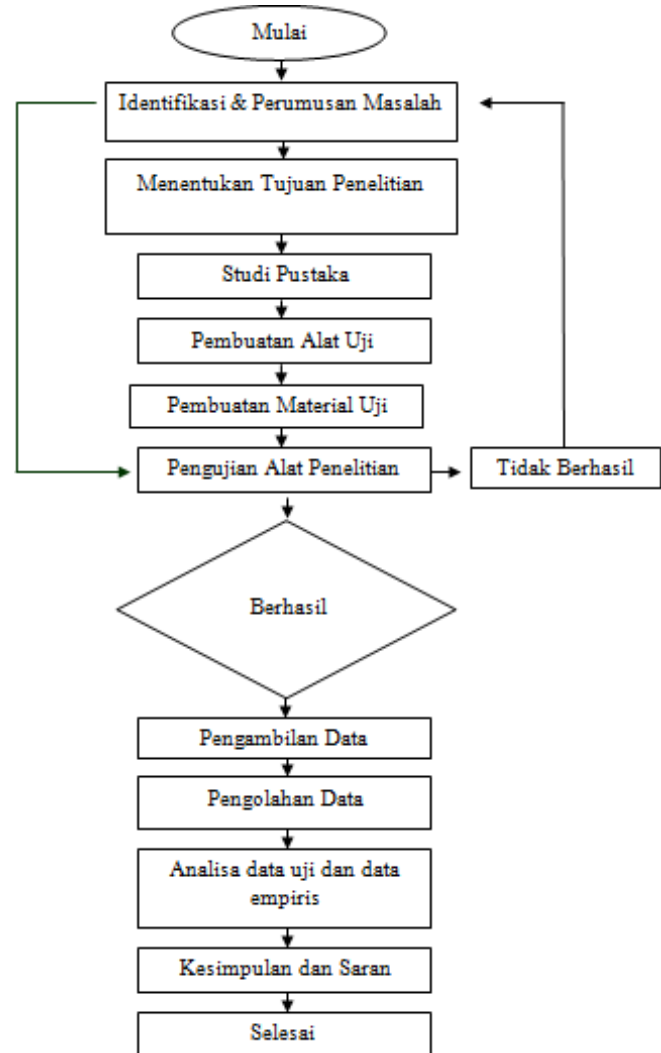 Mulai
Identifikasi & Perumusan Masalah
Menentukan Tujuan Penelitian
Studi Pustaka
Pembuatan Alat Uji
Pembuatan Material Uji
Pengujian Alat Penelitian
Tidak Berhasil
Berhasil
Pengambilan Data
Pengolahan Data
Analisa data uji dan data
empiris
Kesimpulan dan Saran
Selesai